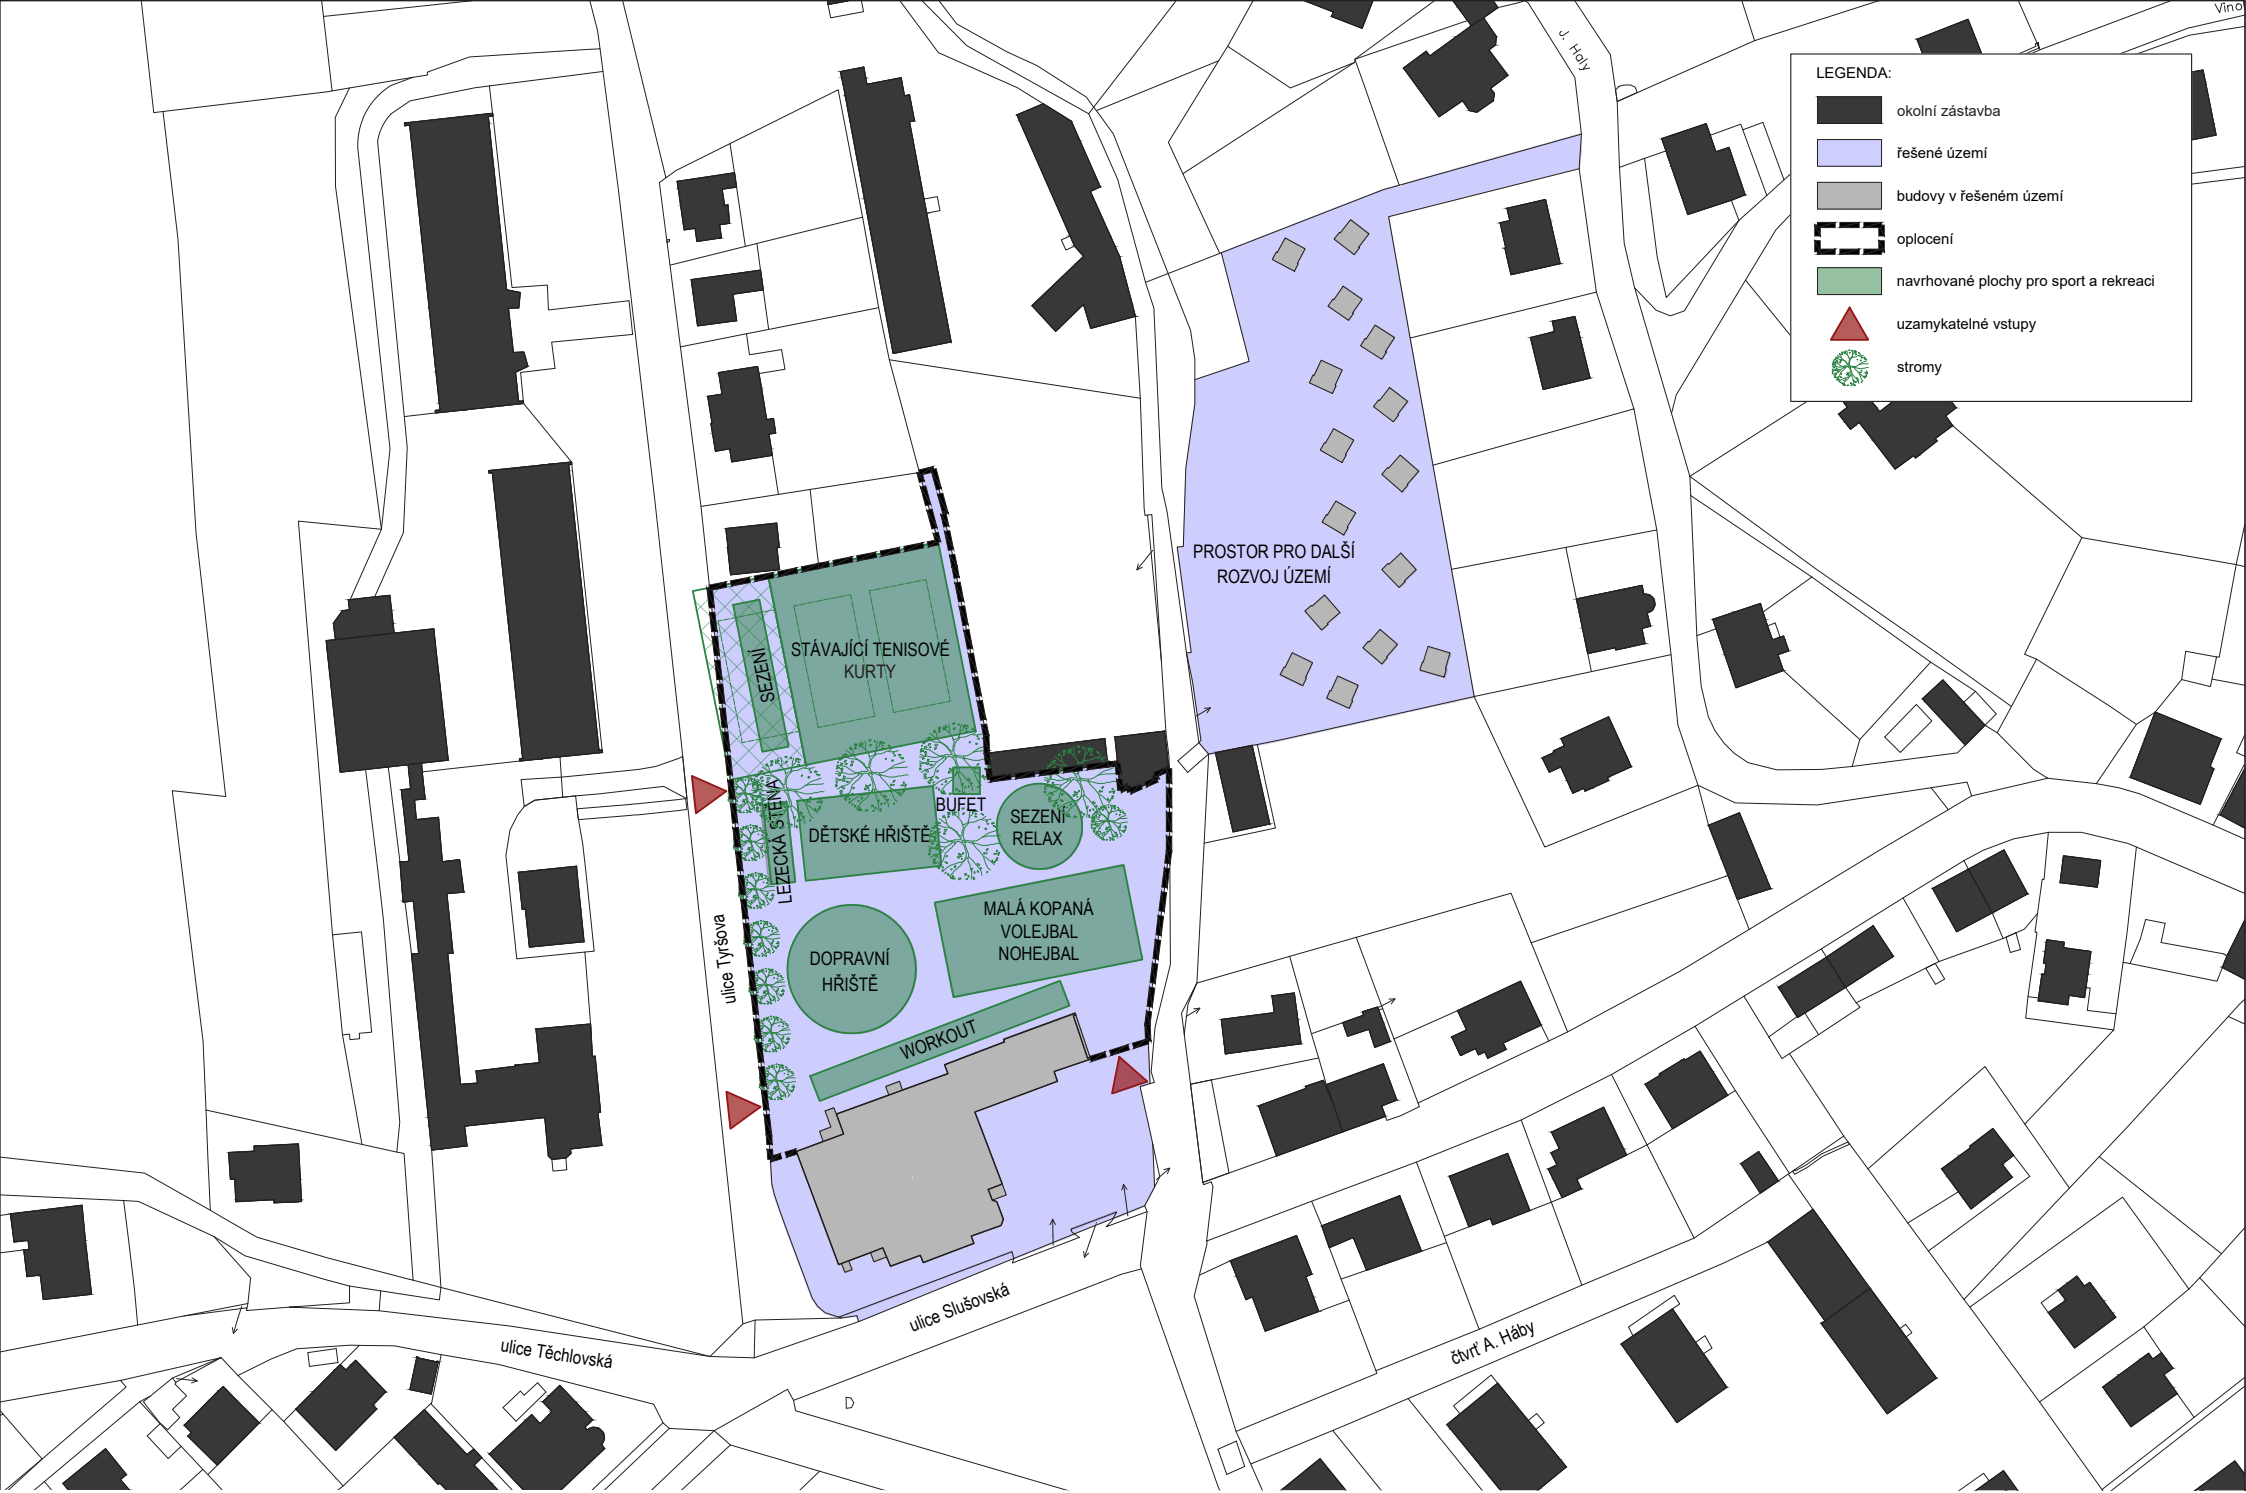 J. Haly
LEGENDA:
okolní zástavba
řešené území
budovy v řešeném území
oplocení
navrhované plochy pro sport a rekreaci
uzamykatelné vstupy
stromy
PROSTOR PRO DALŠÍ
ROZVOJ ÚZEMÍ
STÁVAJÍCÍ TENISOVÉ
KURTY
SEZENÍ
BUFET
LEZECKÁ STĚNA
DĚTSKÉ HŘIŠTĚ
SEZENÍ
RELAX
MALÁ KOPANÁ
VOLEJBAL
NOHEJBAL
DOPRAVNÍ
HŘIŠTĚ
WORKOUT
ulice Tyršova
ulice Slušovská
ulice Těchlovská
čtvrť A. Háby